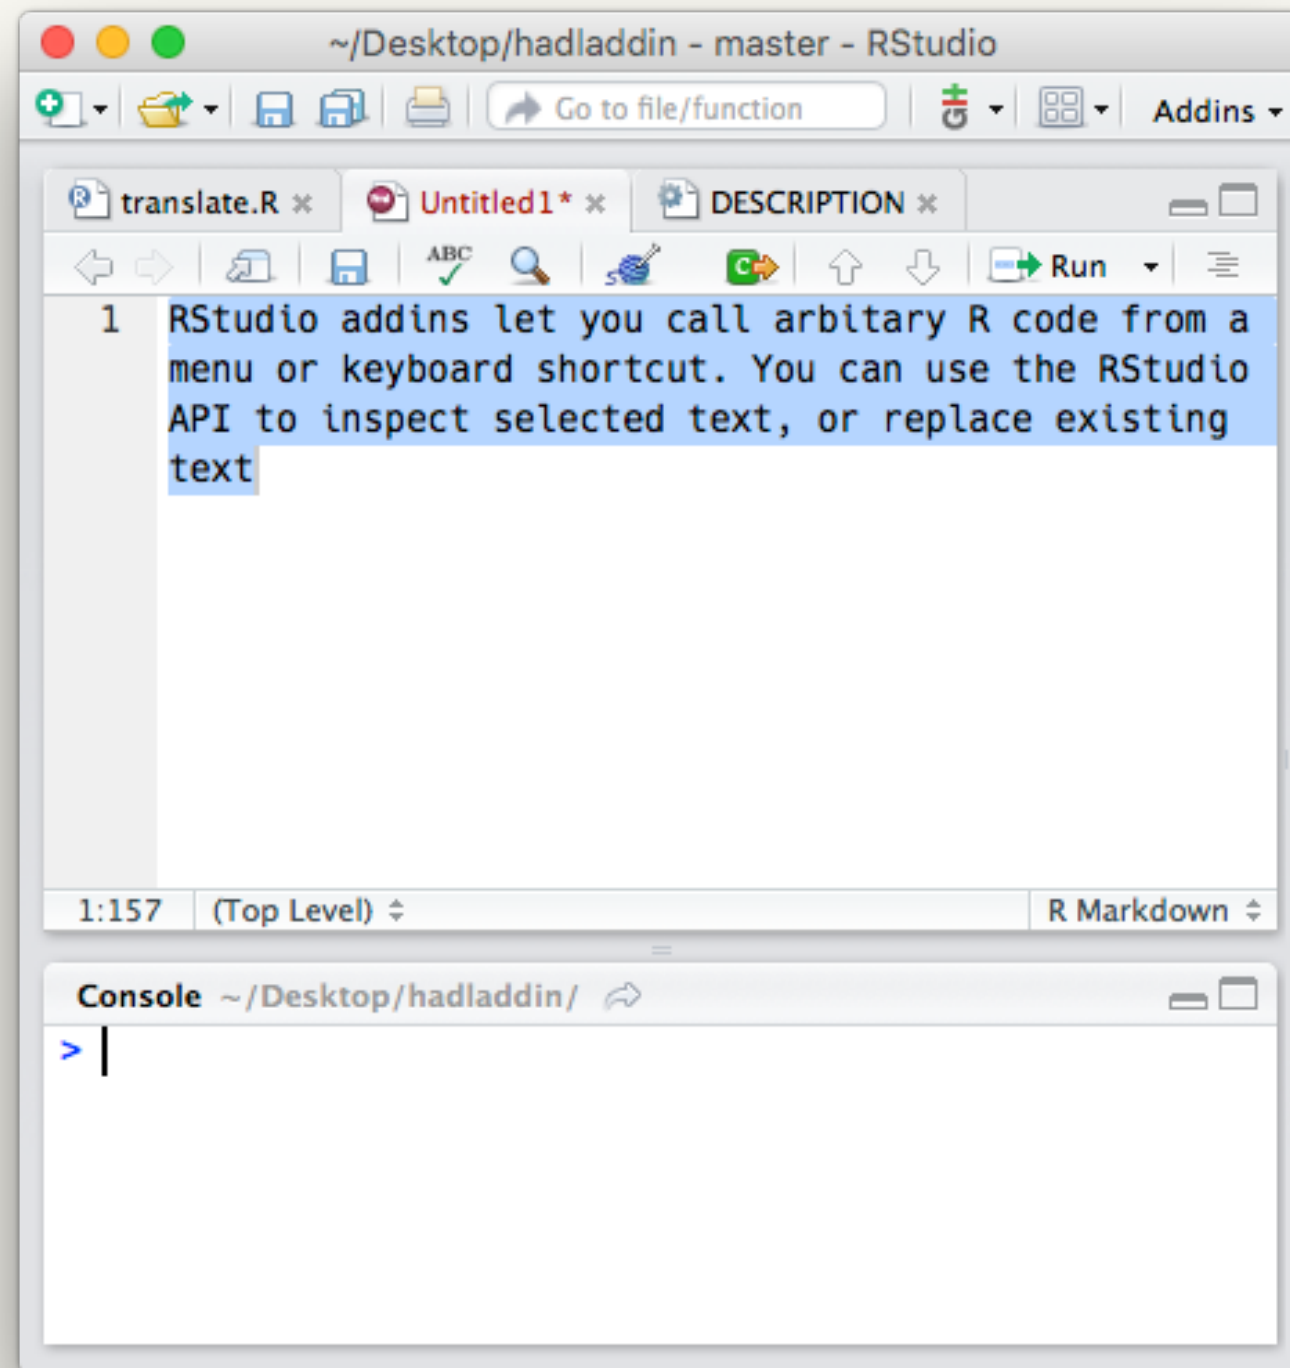 ~/Desktop/hadladdin - master - RStudio
Go to file/function
Addins
translate.R
Untitled1*
DESCRIPTION
ABC
Run
1 RStudio addins let you call arbitary R code from a
menu or keyboard shortcut. You can use the RStudio
API to inspect selected text, or replace existing
text
1:157 (Top Level) R Markdown
Console ~/Desktop/hadladdin/
>